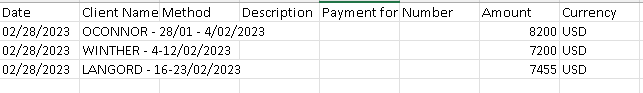 Date Client Name Method Description Payment for Number Amount Currency
02/28/2023 OCONNOR - 28/01 - 4/02/2023 8200 USD
02/28/2023 WINTHER - 4-12/02/2023 7200 USD
02/28/2023 LANGORD - 16-23/02/2023 7455 USD